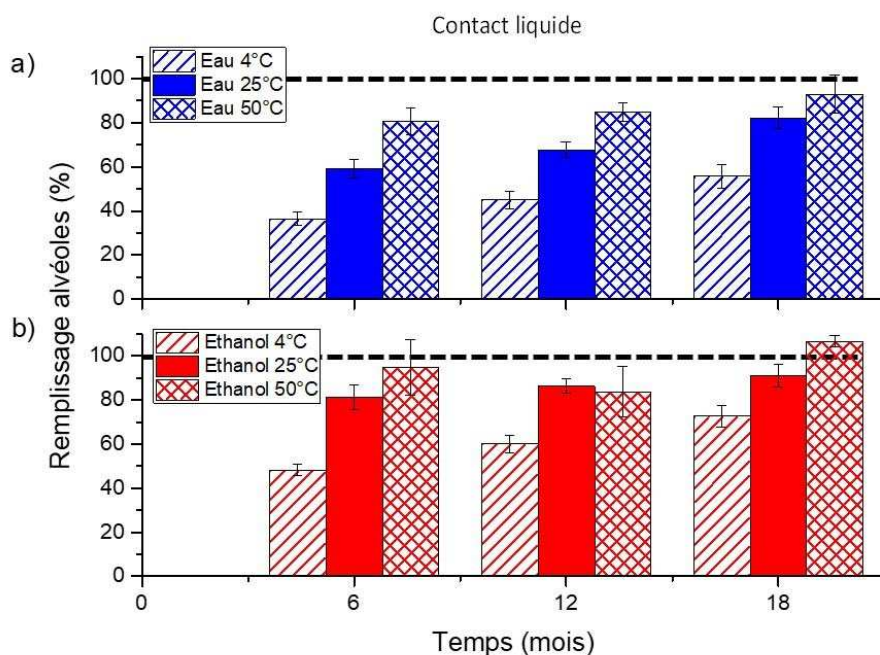 Contact liquide
a)
Eau 4°C
Eau 25°C
Eau 50°C
100
80
60
40
20
0
b)
Ethanol 4°C
Ethanol 25°C
Ethanol 50°C
100
80
60
40
20
0
Remplissage alvéoles (%)
0 6 12 18
Temps (mois)